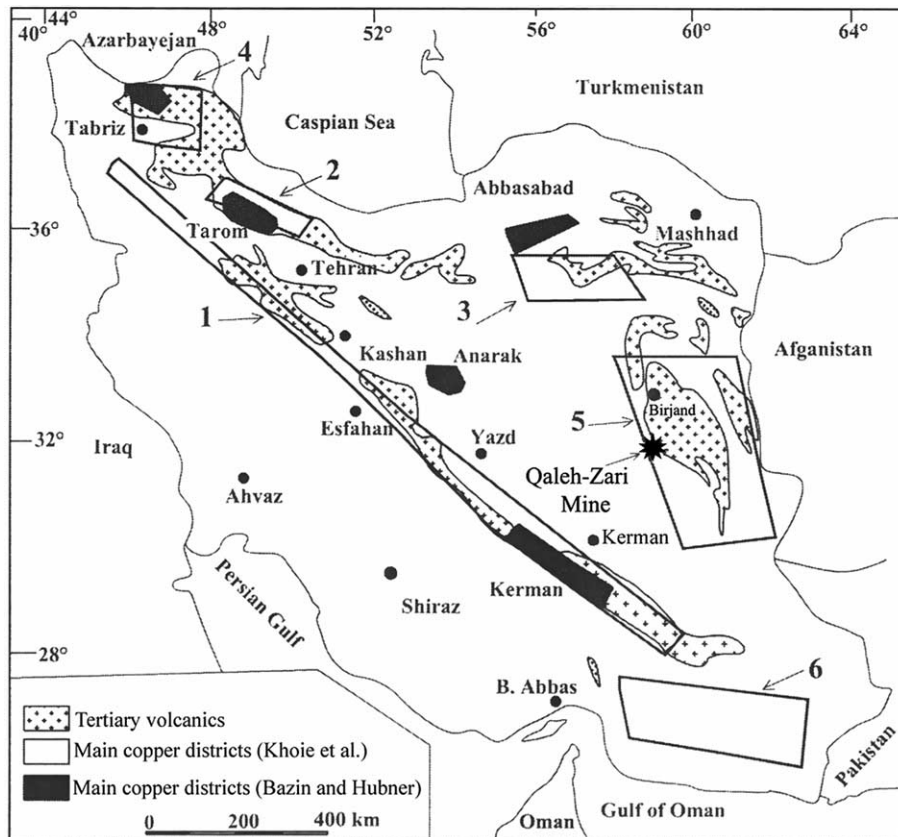 44°
48°
52°
56°
60°
64°
40°
Azarbayejan
4
Turkmenistan
Tabriz
Caspian Sea
2
Abbasabad
36°
Tarom
Mashhad
Tehran
1
3
Kashan
Anarak
Afganistan
Birjand
Esfahan
5
32°
Iraq
Yazd
Qaleh-Zari
Mine
Ahvaz
Kerman
Persian Gulf
Kerman
Shiraz
28°
6
B. Abbas
Tertiary volcanics
Main copper districts (Khoie et al.)
Main copper districts (Bazin and Hubner)
Pakistan
0 200 400 km
Oman
Gulf of Oman